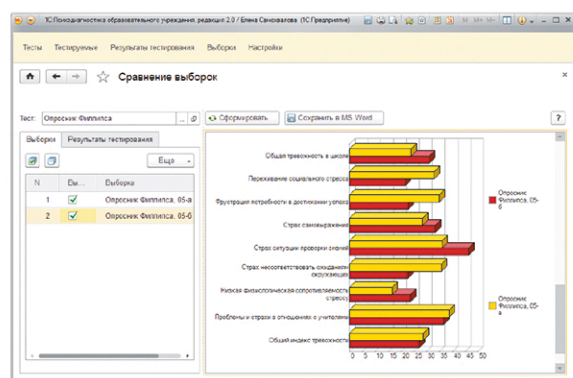 1С:Психодиагностика образовательного учреждения, редакция 2.0 / Елена Самохвалова (1С:Предприятие)
M M+ M-
Тесты Тестируемые Результаты тестирования Выборки Настройки
Сравнение выборок
Тест: Опросник Филлипса ... Сформировать Сохранить в MS Word ?
Выборки Результаты тестирования
Еще
N Вы... Выборка
1 Опросник Филлипса, 05-а
2 Опросник Филлипса, 05-б
Общая тревожность в школе
Переживание социального стресса
Фрустрация потребности в достижении успеха
Страх самовыражения
Страх ситуации проверки знаний
Страх несоответствовать ожиданиям
окружающих
Низкая физиологическая сопротивляемость
стрессу
Проблемы и страхи в отношениях с учителями
Общий индекс тревожности
0 5 10 15 20 25 30 35 40 45 50
Опросник
Филлипса, 05-
б
Опросник
Филлипса, 05-
а